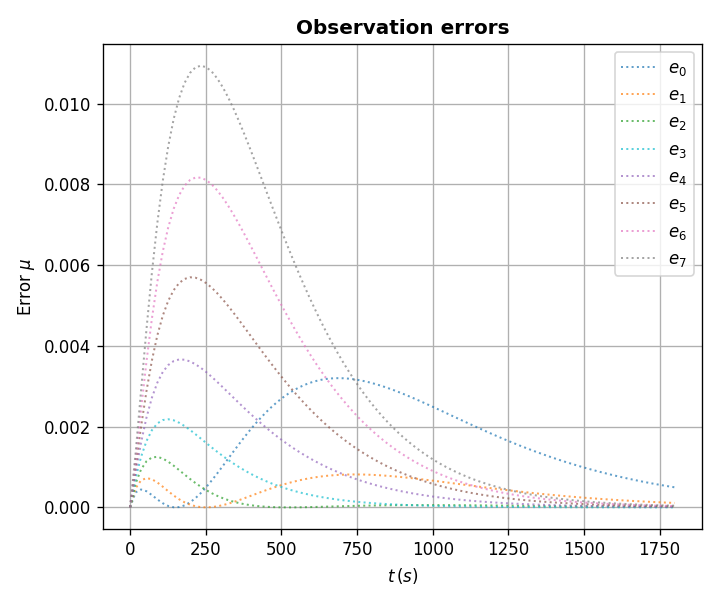 Observation errors
Error μ
0.010
0.008
0.006
0.004
0.002
0.000
e₀
e₁
e₂
e₃
e₄
e₅
e₆
e₇
0 250 500 750 1000 1250 1500 1750
t (s)